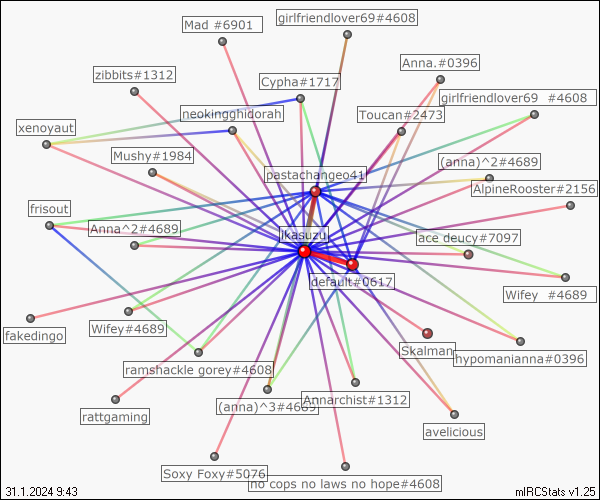 girlfriendlover69#4608
Mad #6901
Anna.#0396
zibbits#1312
Cypha#1717
girlfriendlover69 #4608
neokingghidorah
Toucan#2473
xenoyaut
Mushy#1984
(anna)^2#4689
pastachangeo41
AlpineRooster#2156
frisout
Anna^2#4689
ikasuzu
ace deucy#7097
default#0617
Wifey #4689
fakedingo
Wifey#4689
Skalman
hypomanianna#0396
ramshackle gorey#4608
Annarchist#1312
(anna)^3#4689
rattgaming
avelicious
Soxy Foxy#5076
no cops no laws no hope#4608
31.1.2024 9:43
mIRCStats v1.25